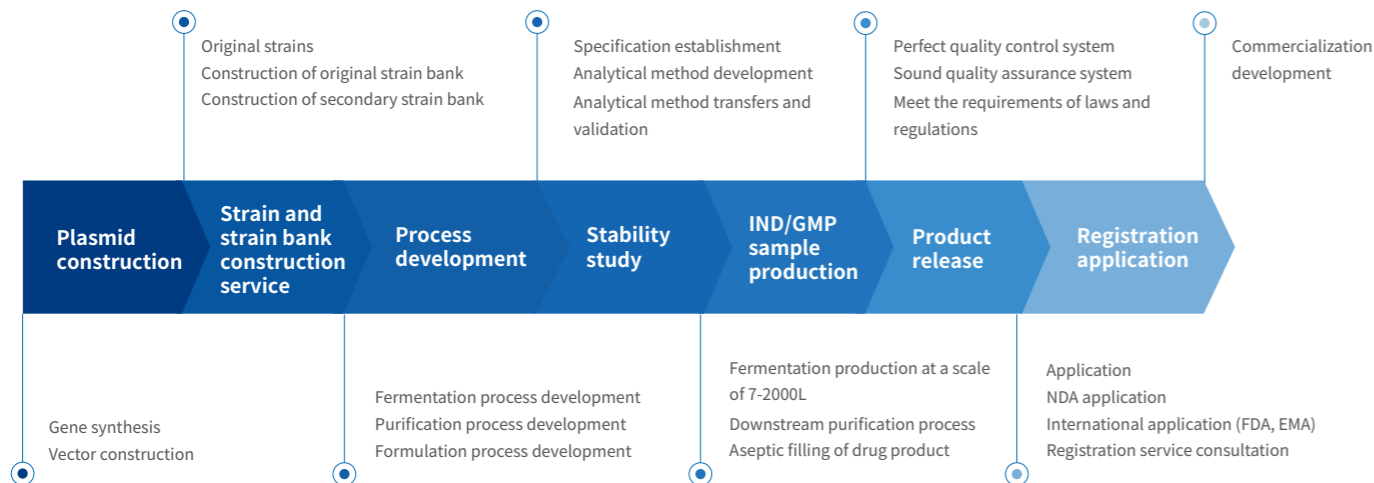 Original strains
Construction of original strain bank
Construction of secondary strain bank
Specification establishment
Analytical method development
Analytical method transfers and
validation
Perfect quality control system
Sound quality assurance system
Meet the requirements of laws and
regulations
Commercialization
development
Plasmid
construction
Strain and
strain bank
construction
service
Process
development
Stability
study
IND/GMP
sample
production
Product
release
Registration
application
Gene synthesis
Vector construction
Fermentation process development
Purification process development
Formulation process development
Fermentation production at a scale
of 7-2000L
Downstream purification process
Aseptic filling of drug product
Application
NDA application
International application (FDA, EMA)
Registration service consultation